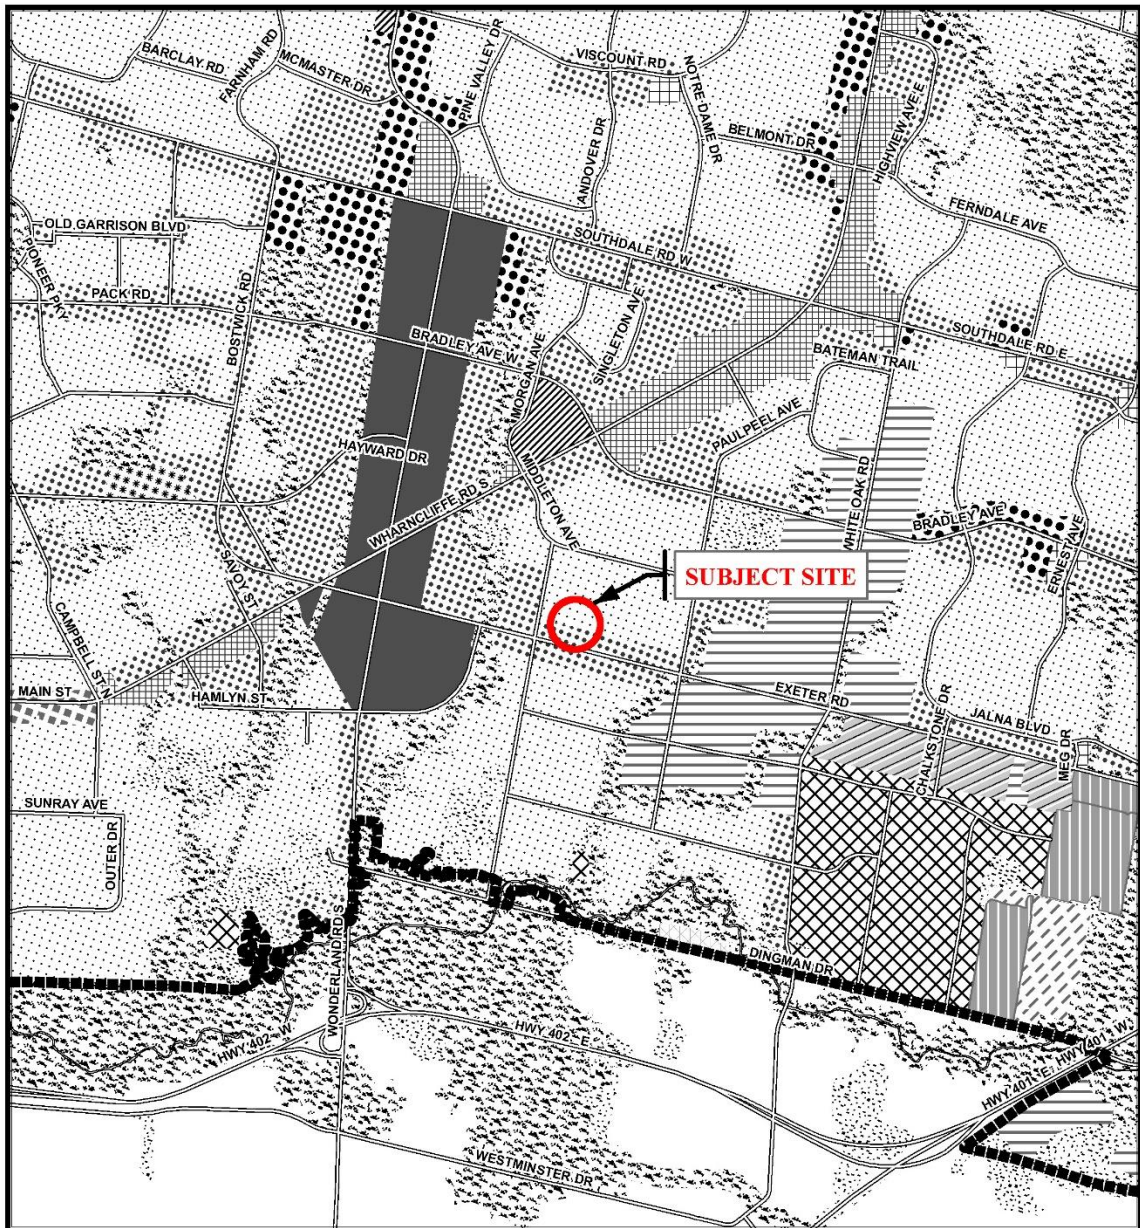 BARCLAY RD
FARNHAM RD
MCMASTER DR
PINE VALLEY DR
VISCOUNT RD
NOTRE DAME DR
ANDOVER DR
BELMONT DR
HIGHVIEW AVE E
FERNDALE AVE
OLD GARRISON BLVD
PIONEER PKY
PACK RD
BOSTWICK RD
SOUTHDALE RD W
BRADLEY AVE W
MORGAN AVE
SINGLETON AVE
SOUTHDALE RD E
BATEMAN TRAIL
PAULPEEL AVE
HAYWARD DR
MIDDLETON AVE
WHARNCLIFFE RD S
WHITE OAK RD
BRADLEY AVE
ERNEST AVE
SAVOY ST
SUBJECT SITE
CAMPBELL ST N
MAIN ST
HAMLYN ST
EXETER RD
CHALKSTONE DR
JALNA BLVD
MEG DR
SUNRAY AVE
OUTER DR
WONDERLAND RD S
DINGMAN DR
HWY 402 W
HWY 402 E
HWY 401 E
HWY 401 W
WESTMINSTER DR